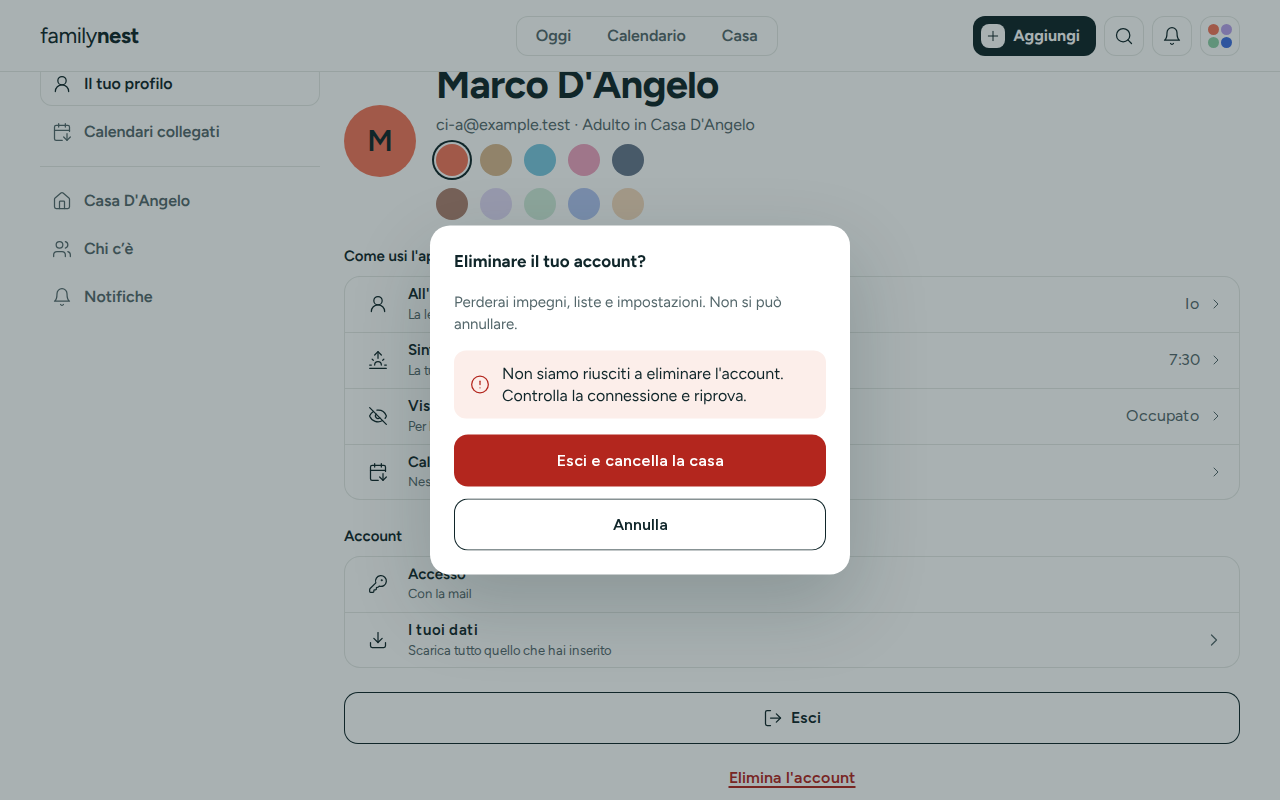 familynest
Oggi
Calendario
Casa
Aggiungi
Il tuo profilo
Calendari collegati
Casa D'Angelo
Chi c’è
Notifiche
M
Marco D'Angelo
ci-a@example.test · Adulto in Casa D'Angelo
Come usi l'ap
All'
La le
Io
7:30
Vis
Per
Occupato
Cal
Nes
Eliminare il tuo account?
Perderai impegni, liste e impostazioni. Non si può
annullare.
Non siamo riusciti a eliminare l'account.
Controlla la connessione e riprova.
Esci e cancella la casa
Annulla
Account
Accesso
Con la mail
I tuoi dati
Scarica tutto quello che hai inserito
Esci
Elimina l'account